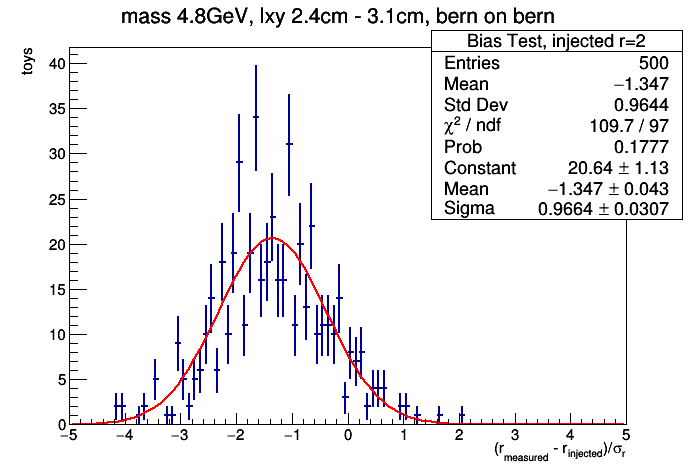 mass 4.8GeV, lxy 2.4cm - 3.1cm, bern on bern
Bias Test, injected r=2
Entries 500
Mean −1.347
Std Dev 0.9644
χ² / ndf 109.7 / 97
Prob 0.1777
Constant 20.64 ± 1.13
Mean −1.347 ± 0.043
Sigma 0.9664 ± 0.0307
toys
40
35
30
25
20
15
10
5
0
−5 −4 −3 −2 −1 0 1 2 3 4 5
(r_measured - r_injected)/σ_r